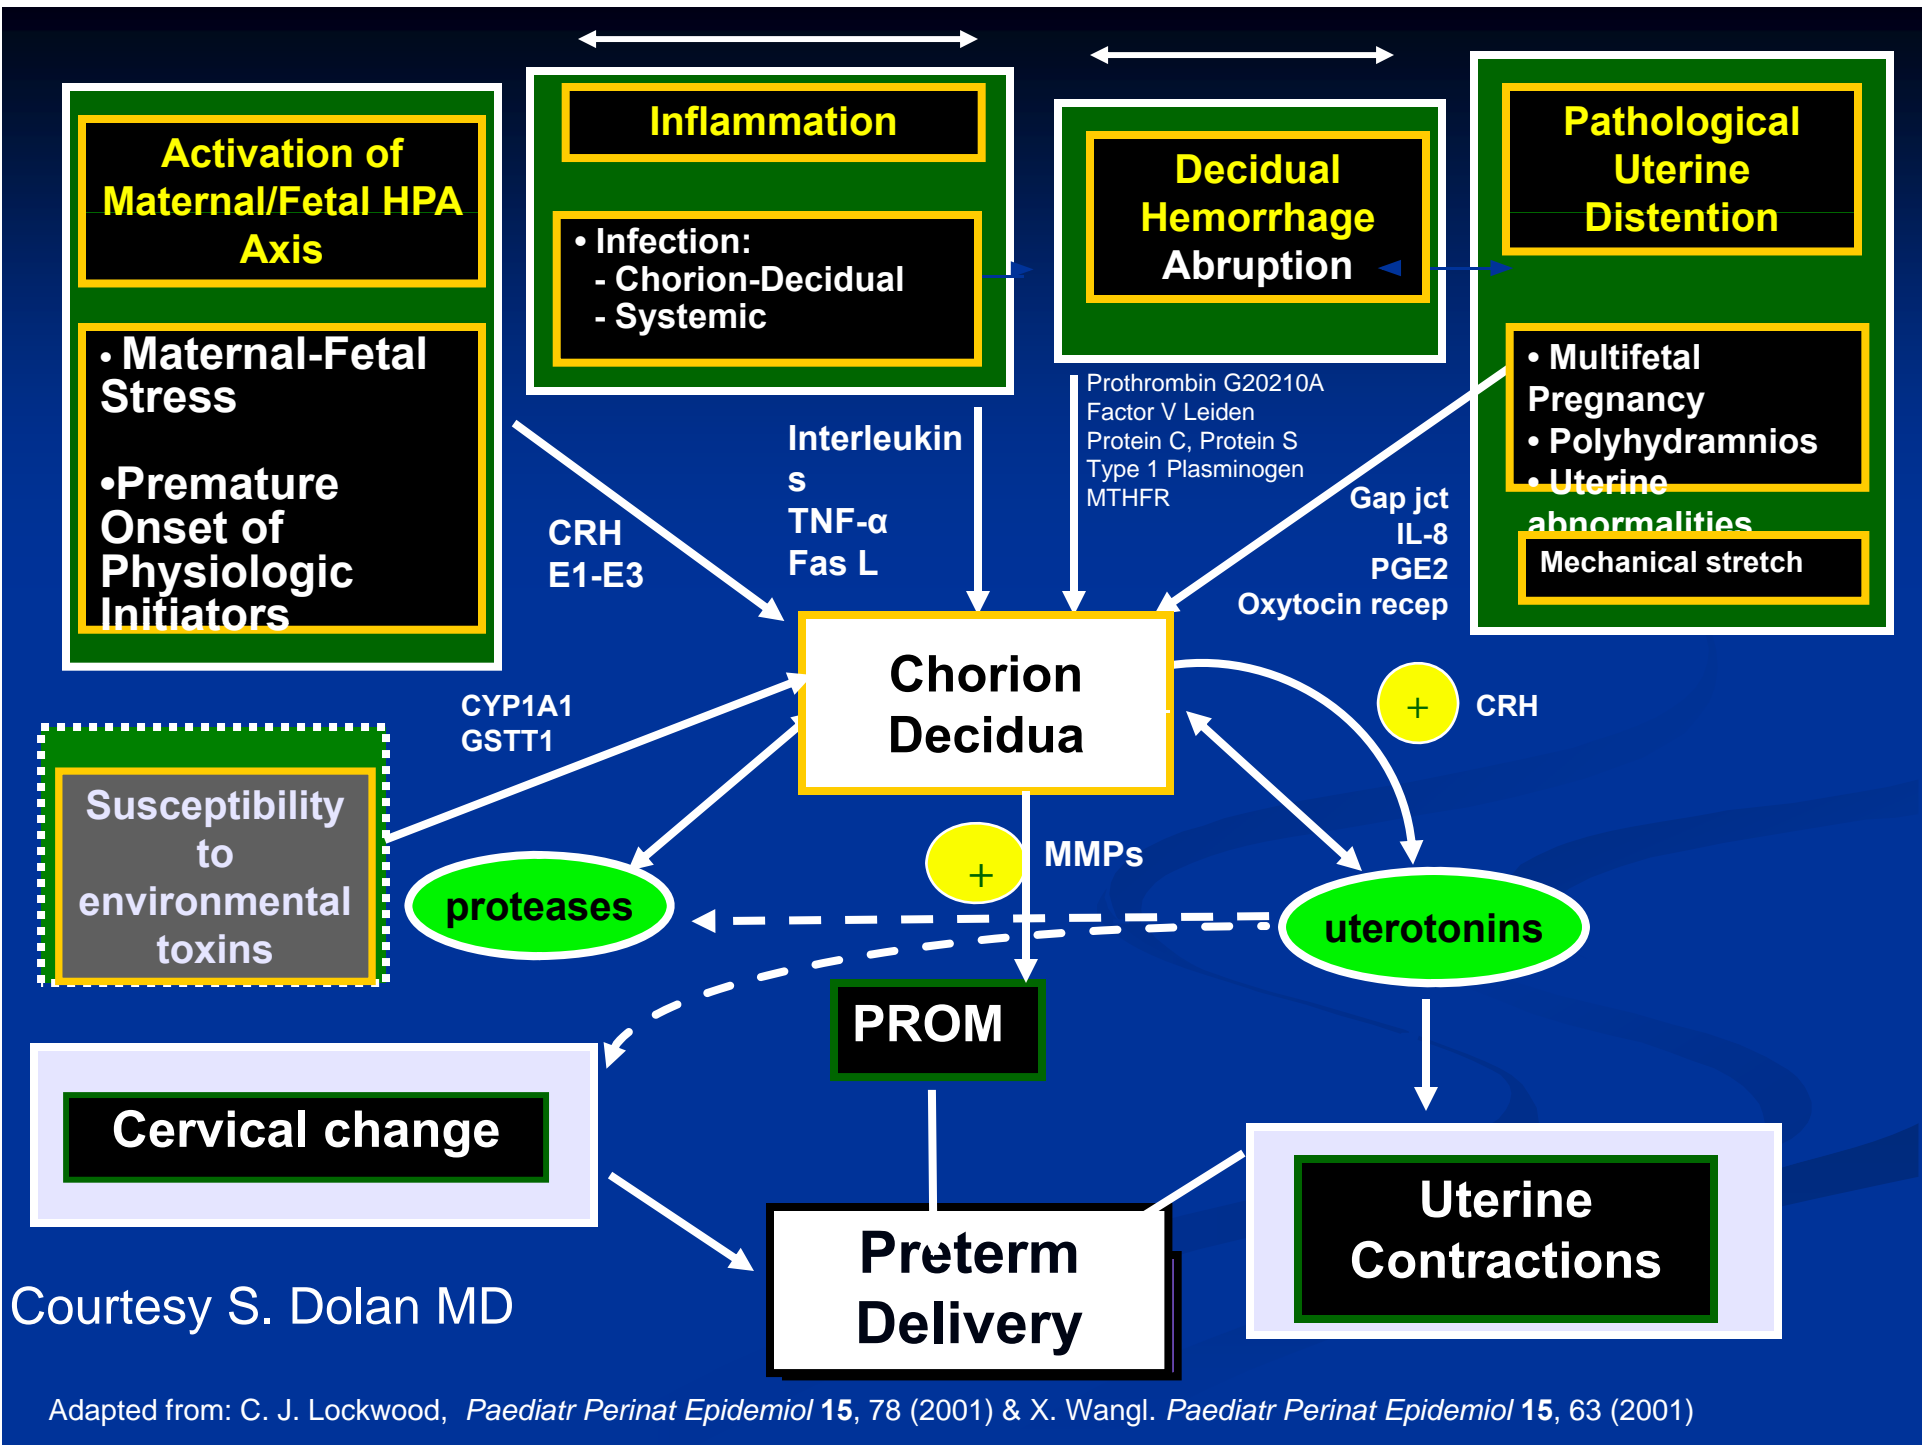 Activation of
Maternal/Fetal HPA
Axis
• Maternal-Fetal
Stress
•Premature
Onset of
Physiologic
Initiators
Inflammation
• Infection:
- Chorion-Decidual
- Systemic
Decidual
Hemorrhage
Abruption
Pathological
Uterine
Distention
• Multifetal
Pregnancy
• Polyhydramnios
• Uterine
abnormalities
Mechanical stretch
CRH
E1-E3
Interleukin
s
TNF-α
Fas L
Prothrombin G20210A
Factor V Leiden
Protein C, Protein S
Type 1 Plasminogen
MTHFR
Gap jct
IL-8
PGE2
Oxytocin recep
Chorion
Decidua
CYP1A1
GSTT1
+
CRH
Susceptibility
to
environmental
toxins
proteases
+
MMPs
uterotonins
PROM
Cervical change
Uterine
Contractions
Preterm
Delivery
Courtesy S. Dolan MD
Adapted from: C. J. Lockwood, Paediatr Perinat Epidemiol 15, 78 (2001) & X. Wangl. Paediatr Perinat Epidemiol 15, 63 (2001)